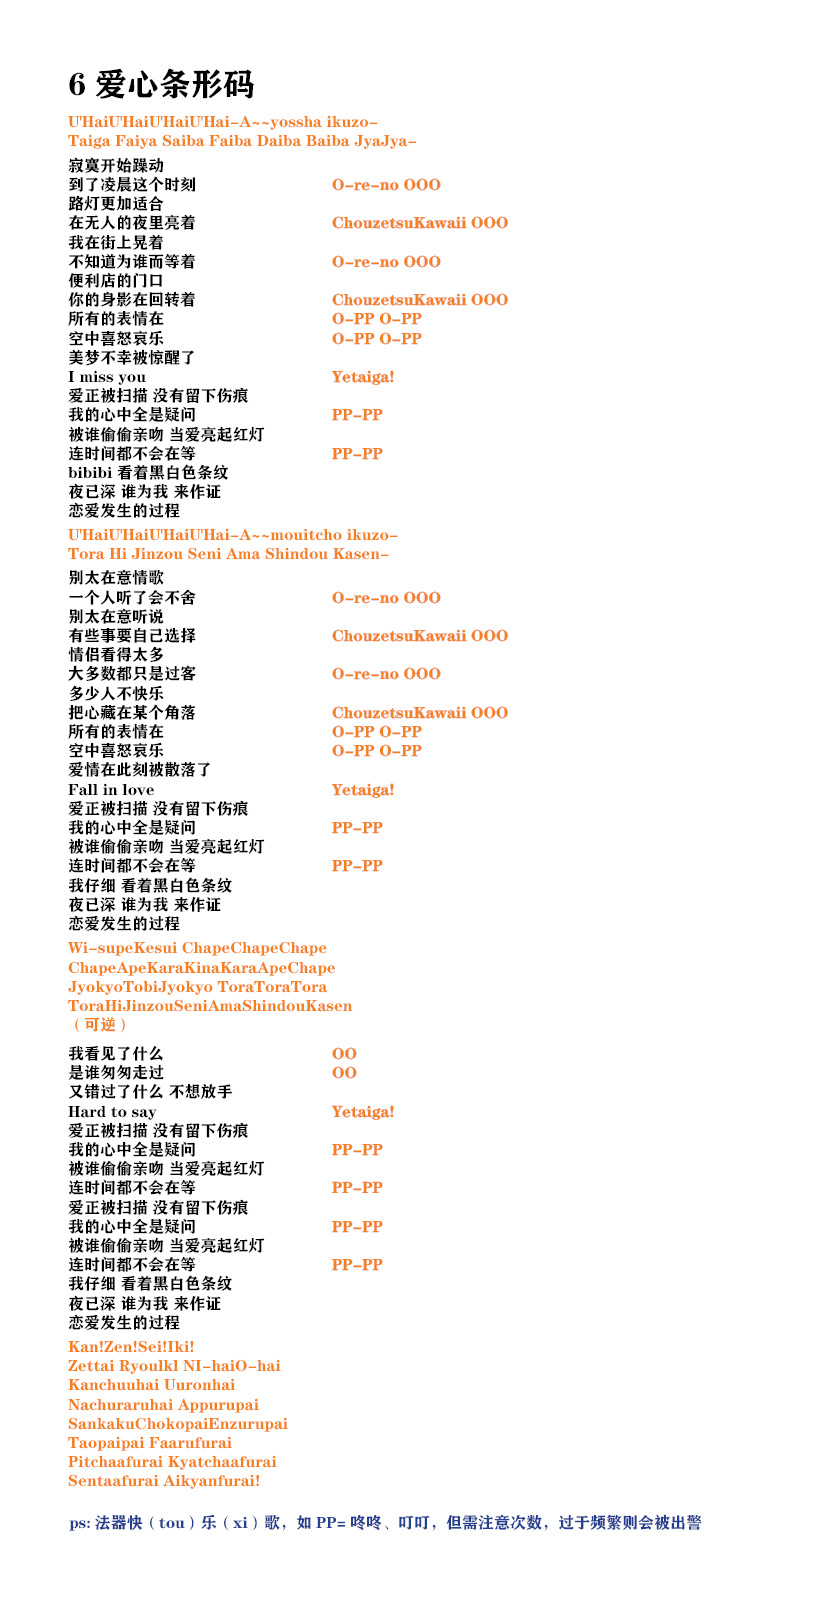 6 爱心条形码
U'HaiU'HaiU'HaiU'Hai-A~~yossha ikuzo-
Taiga Faiya Saiba Faiba Daiba Baiba JyaJya-
寂寞开始躁动
到了凌晨这个时刻 O-re-no OOO
路灯更加适合
在无人的夜里亮着 ChouzetsuKawaii OOO
我在街上晃着
不知道为谁而等着 O-re-no OOO
便利店的门口
你的身影在回转着 ChouzetsuKawaii OOO
所有的表情在 O-PP O-PP
空中喜怒哀乐 O-PP O-PP
美梦不幸被惊醒了
I miss you Yetaiga!
爱正被扫描 没有留下伤痕
我的心中全是疑问 PP-PP
被谁偷偷亲吻 当爱亮起红灯
连时间都不会在等 PP-PP
bibibi 看着黑白色条纹
夜已深 谁为我 来作证
恋爱发生的过程
U'HaiU'HaiU'HaiU'Hai-A~~mouitcho ikuzo-
Tora Hi Jinzou Seni Ama Shindou Kasen-
别太在意情歌
一个人听了会不舍 O-re-no OOO
别太在意听说
有些事要自己选择 ChouzetsuKawaii OOO
情侣看得太多
大多数都只是过客 O-re-no OOO
多少人不快乐
把心藏在某个角落 ChouzetsuKawaii OOO
所有的表情在 O-PP O-PP
空中喜怒哀乐 O-PP O-PP
爱情在此刻被散落了
Fall in love Yetaiga!
爱正被扫描 没有留下伤痕
我的心中全是疑问 PP-PP
被谁偷偷亲吻 当爱亮起红灯
连时间都不会在等 PP-PP
我仔细 看着黑白色条纹
夜已深 谁为我 来作证
恋爱发生的过程
Wi-supeKesui ChapeChapeChape
ChapeApeKaraKinaKaraApeChape
JyokyoTobiJyokyo ToraToraTora
ToraHiJinzouSeniAmaShindouKasen
（可逆）
我看见了什么 OO
是谁匆匆走过 OO
又错过了什么 不想放手
Hard to say Yetaiga!
爱正被扫描 没有留下伤痕
我的心中全是疑问 PP-PP
被谁偷偷亲吻 当爱亮起红灯
连时间都不会在等 PP-PP
爱正被扫描 没有留下伤痕
我的心中全是疑问 PP-PP
被谁偷偷亲吻 当爱亮起红灯
连时间都不会在等 PP-PP
我仔细 看着黑白色条纹
夜已深 谁为我 来作证
恋爱发生的过程
Kan!Zen!Sei!Iki!
Zettai Ryoulkl NI-haiO-hai
Kanchuuhai Uuronhai
Nachuraruhai Appurupai
SankakuChokopaiEnzurupai
Taopaipai Faarufurai
Pitchaafurai Kyatchaafurai
Sentaafurai Aikyanfurai!
ps: 法器快（tou）乐（xi）歌，如 PP= 咚咚、叮叮，但需注意次数，过于频繁则会被出警